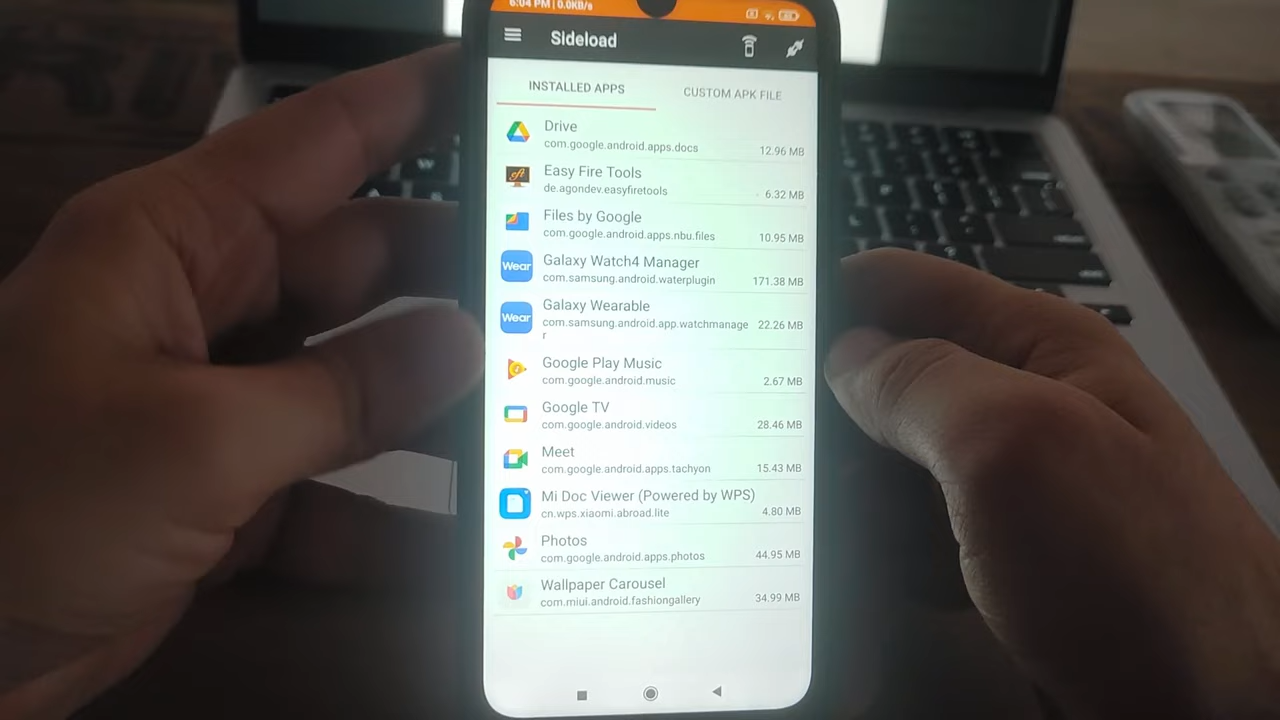 6:04 PM | 0.0KB/s
Sideload
INSTALLED APPS
CUSTOM APK FILE
Drive
com.google.android.apps.docs
12.96 MB
Easy Fire Tools
de.agondev.easyfiretools
6.32 MB
Files by Google
com.google.android.apps.nbu.files
10.95 MB
Wear
Galaxy Watch4 Manager
com.samsung.android.waterplugin
171.38 MB
Wear
Galaxy Wearable
com.samsung.android.app.watchmanage
r
22.26 MB
Google Play Music
com.google.android.music
2.67 MB
Google TV
com.google.android.videos
28.46 MB
Meet
com.google.android.apps.tachyon
15.43 MB
Mi Doc Viewer (Powered by WPS)
cn.wps.xiaomi.abroad.lite
4.80 MB
Photos
com.google.android.apps.photos
44.95 MB
Wallpaper Carousel
com.miui.android.fashiongallery
34.99 MB